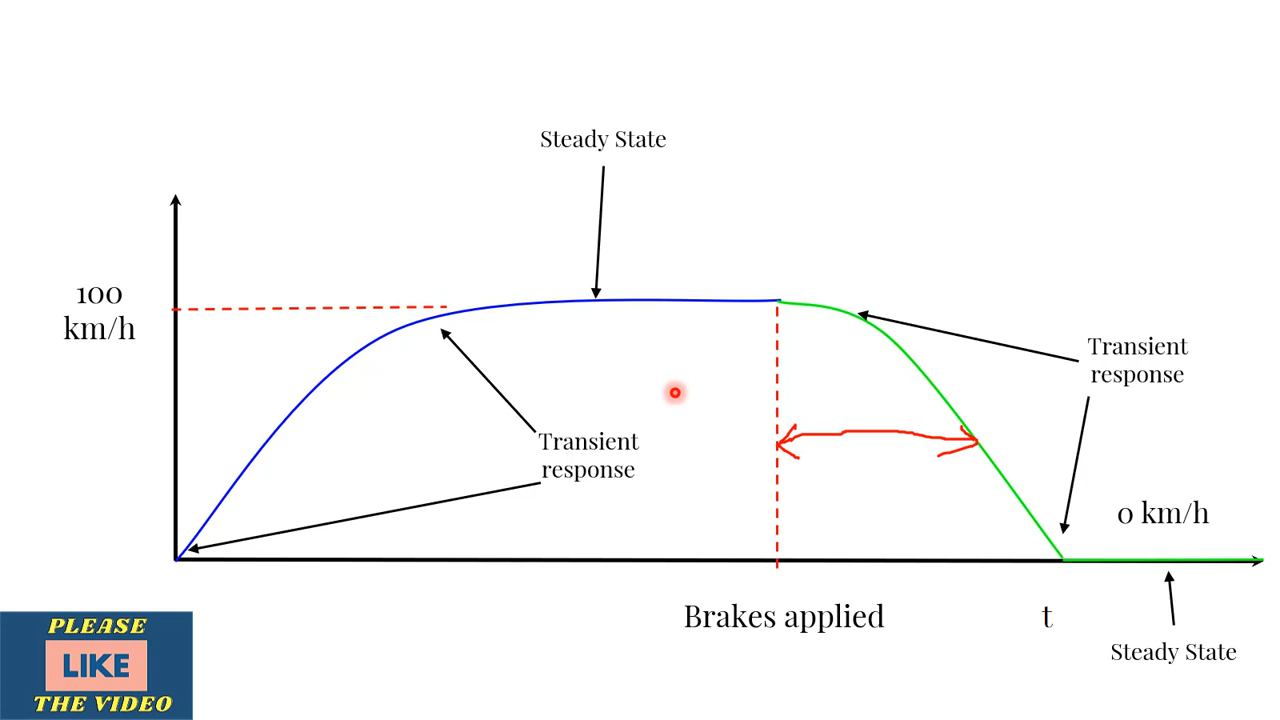 Steady State
100
km/h
Transient
response
Transient
response
0 km/h
Brakes applied
t
Steady State
PLEASE
LIKE
THE VIDEO